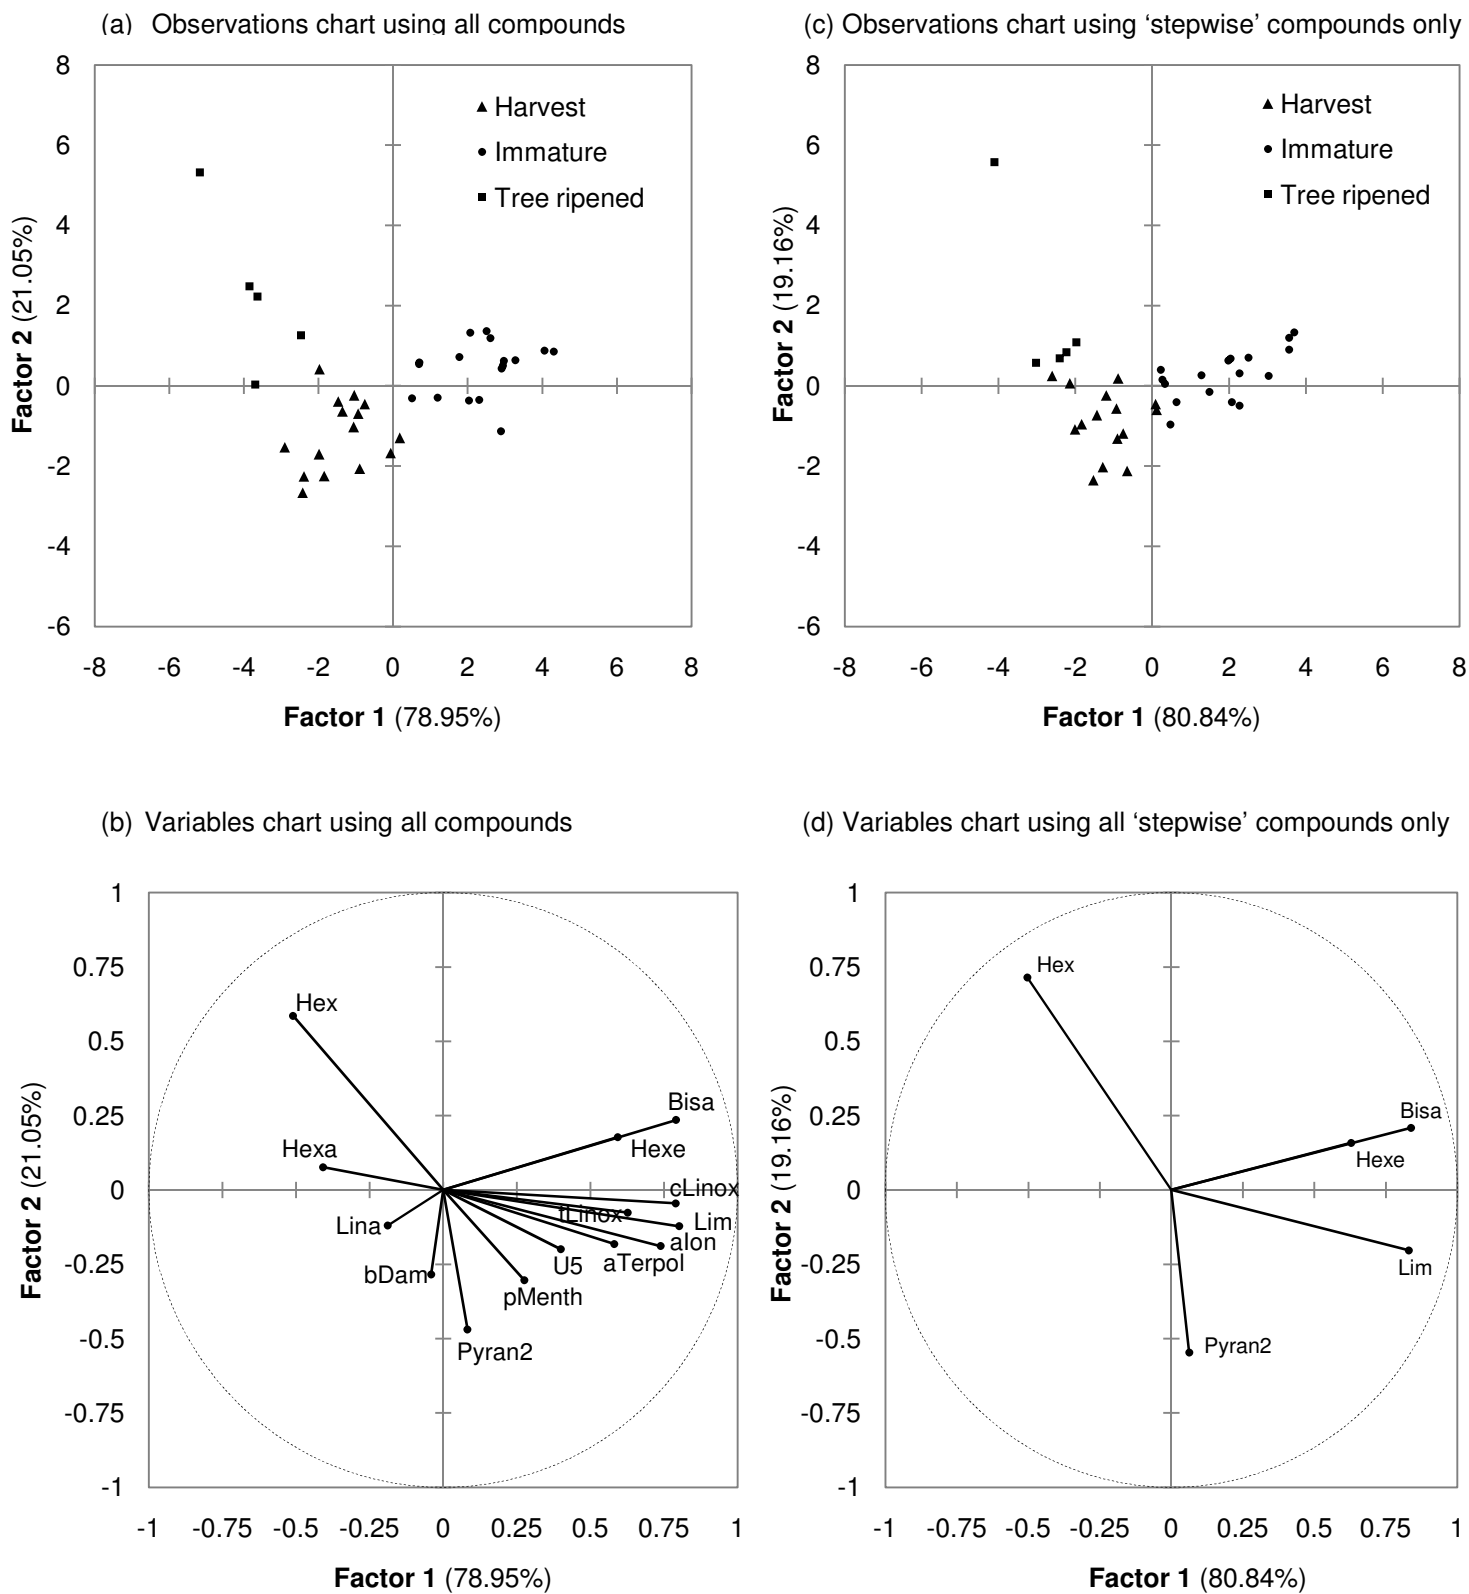 (a) Observations chart using all compounds
8
6
4
2
0
-2
-4
-6
-8 -6 -4 -2 0 2 4 6 8
Harvest
Immature
Tree ripened
Factor 2 (21.05%)
Factor 1 (78.95%)
(c) Observations chart using ‘stepwise’ compounds only
8
6
4
2
0
-2
-4
-6
-8 -6 -4 -2 0 2 4 6 8
Harvest
Immature
Tree ripened
Factor 2 (19.16%)
Factor 1 (80.84%)
(b) Variables chart using all compounds
1
0.75
0.5
0.25
0
-0.25
-0.5
-0.75
-1
-1 -0.75 -0.5 -0.25 0 0.25 0.5 0.75 1
Hex
Bisa
Hexe
Hexa
cLinox
tLinox
Lim
Lina
aIon
aTerpol
U5
bDam
pMenth
Pyran2
Factor 2 (21.05%)
Factor 1 (78.95%)
(d) Variables chart using all ‘stepwise’ compounds only
1
0.75
0.5
0.25
0
-0.25
-0.5
-0.75
-1
-1 -0.75 -0.5 -0.25 0 0.25 0.5 0.75 1
Hex
Bisa
Hexe
Lim
Pyran2
Factor 2 (19.16%)
Factor 1 (80.84%)